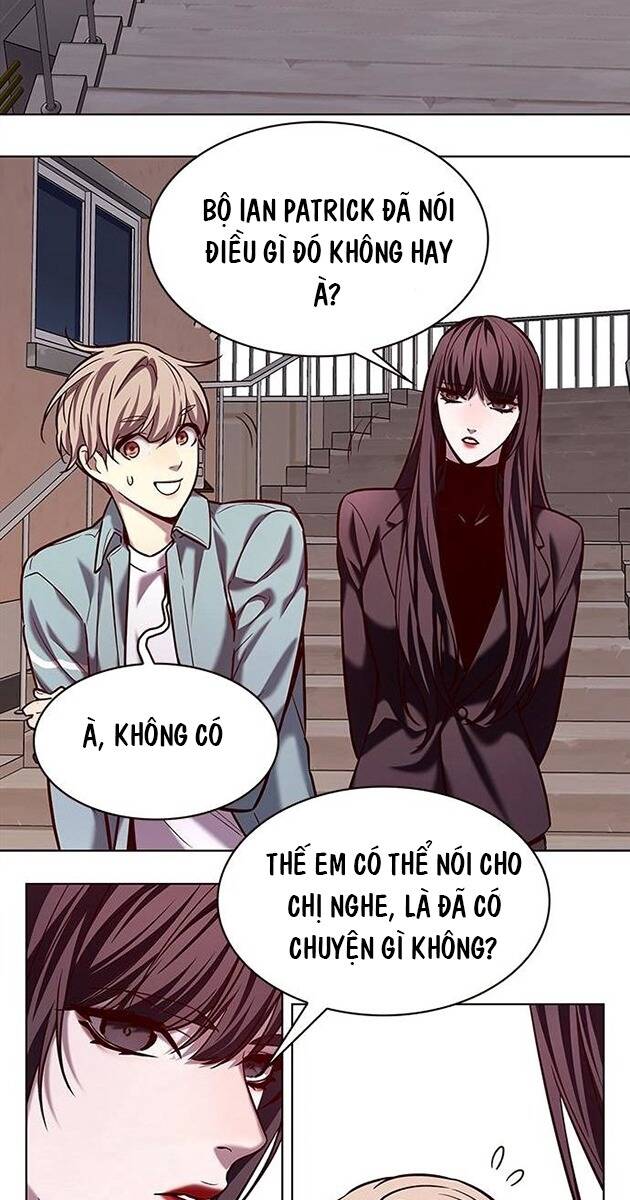 BỘ IAN PATRICK ĐÃ NÓI
ĐIỀU GÌ ĐÓ KHÔNG HAY
À?
À, KHÔNG CÓ
THẾ EM CÓ THỂ NÓI CHO
CHỊ NGHE, LÀ ĐÃ CÓ
CHUYỆN GÌ KHÔNG?